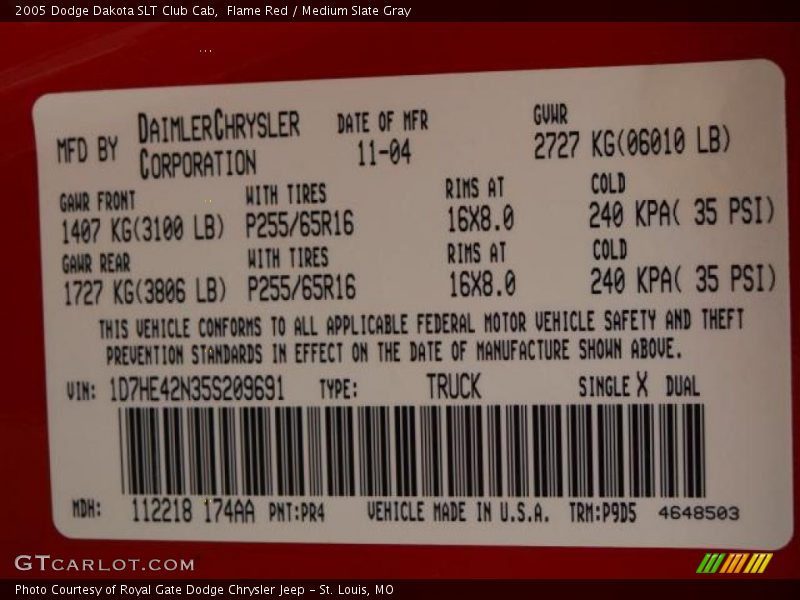 2005 Dodge Dakota SLT Club Cab,  Flame Red / Medium Slate Gray
MFD BY DAIMLERCHRYSLER CORPORATION DATE OF MFR 11-04 GVWR 2727 KG(06010 LB)
GAWR FRONT WITH TIRES RIMS AT COLD
1407 KG(3100 LB) P255/65R16 16X8.0 240 KPA( 35 PSI)
GAWR REAR WITH TIRES RIMS AT COLD
1727 KG(3806 LB) P255/65R16 16X8.0 240 KPA( 35 PSI)
THIS VEHICLE CONFORMS TO ALL APPLICABLE FEDERAL MOTOR VEHICLE SAFETY AND THEFT
PREVENTION STANDARDS IN EFFECT ON THE DATE OF MANUFACTURE SHOWN ABOVE.
VIN: 1D7HE42N35S209691 TYPE: TRUCK SINGLE X DUAL
MDH: 112218 174AA PNT:PR4 VEHICLE MADE IN U.S.A. TRM:P9D5 4648503
GTCARLOT.COM
Photo Courtesy of Royal Gate Dodge Chrysler Jeep - St. Louis, MO